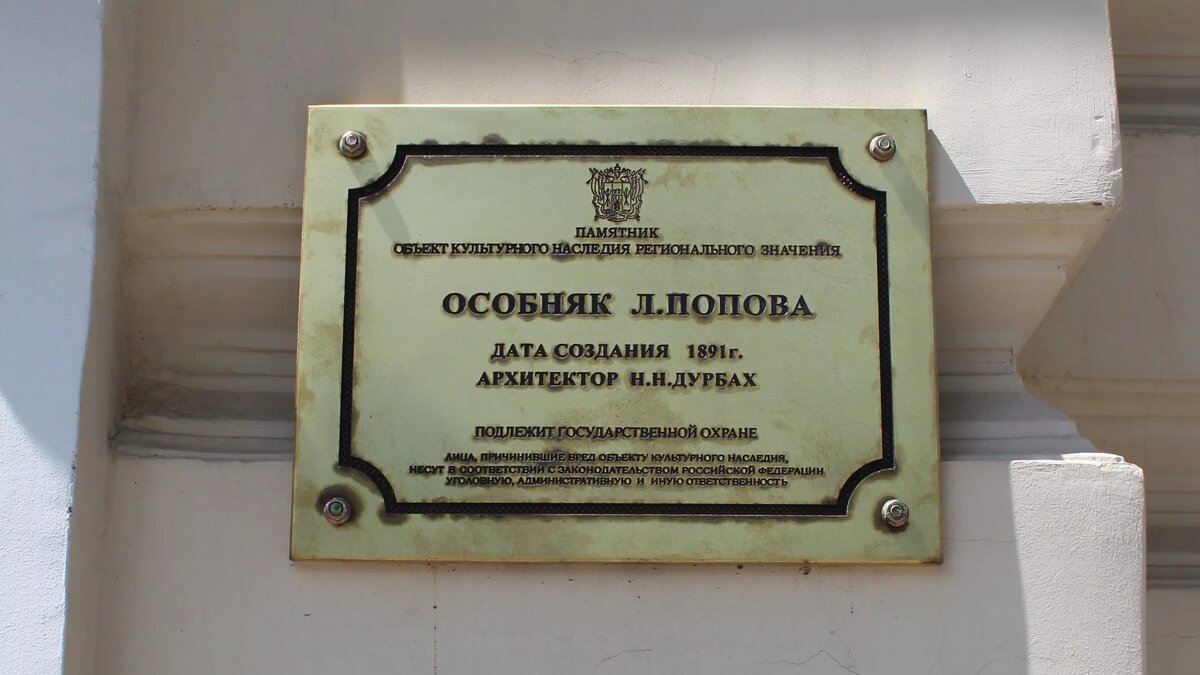 ПАМЯТНИК
ОБЪЕКТ КУЛЬТУРНОГО НАСЛЕДИЯ РЕГИОНАЛЬНОГО ЗНАЧЕНИЯ
ОСОБНЯК Л.ПОПОВА
ДАТА СОЗДАНИЯ 1891г.
АРХИТЕКТОР Н.Н.ДУРБАХ
ПОДЛЕЖИТ ГОСУДАРСТВЕННОЙ ОХРАНЕ
ЛИЦА, ПРИЧИНИВШИЕ ВРЕД ОБЪЕКТУ КУЛЬТУРНОГО НАСЛЕДИЯ,
НЕСУТ В СООТВЕТСТВИИ С ЗАКОНОДАТЕЛЬСТВОМ РОССИЙСКОЙ ФЕДЕРАЦИИ
УГОЛОВНУЮ, АДМИНИСТРАТИВНУЮ И ИНУЮ ОТВЕТСТВЕННОСТЬ